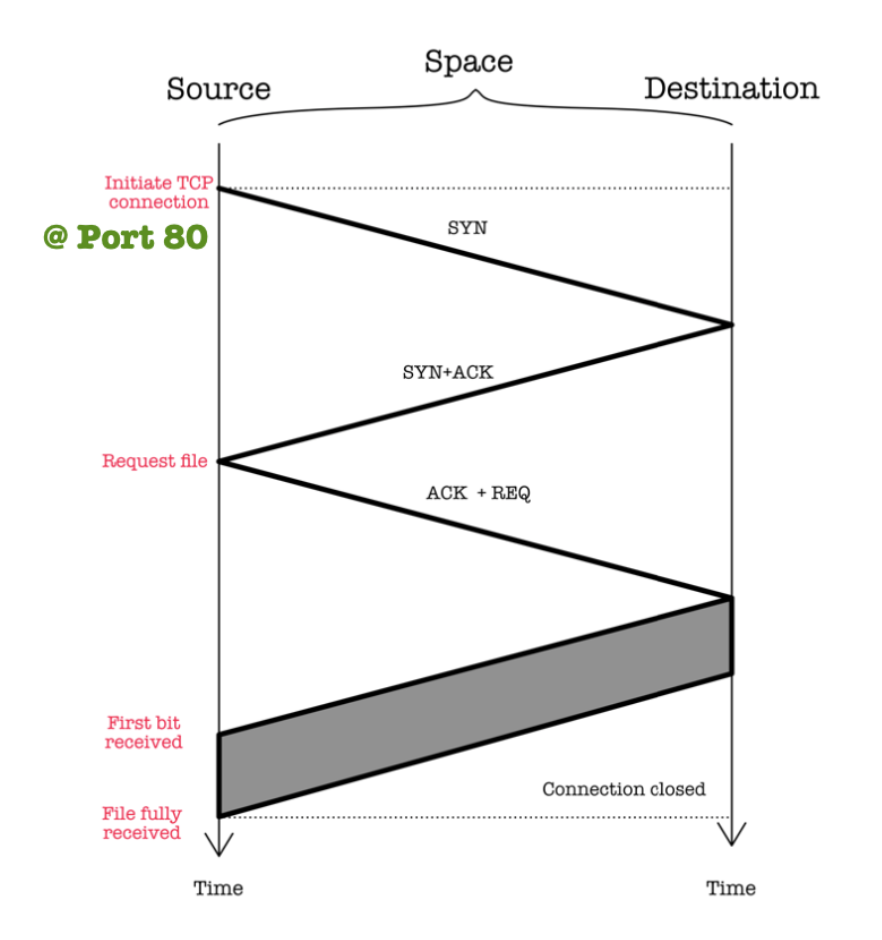 Space
Source
Destination
Initiate TCP
connection
@ Port 80
SYN
SYN+ACK
Request file
ACK + REQ
First bit
received
Connection closed
File fully
received
Time
Time